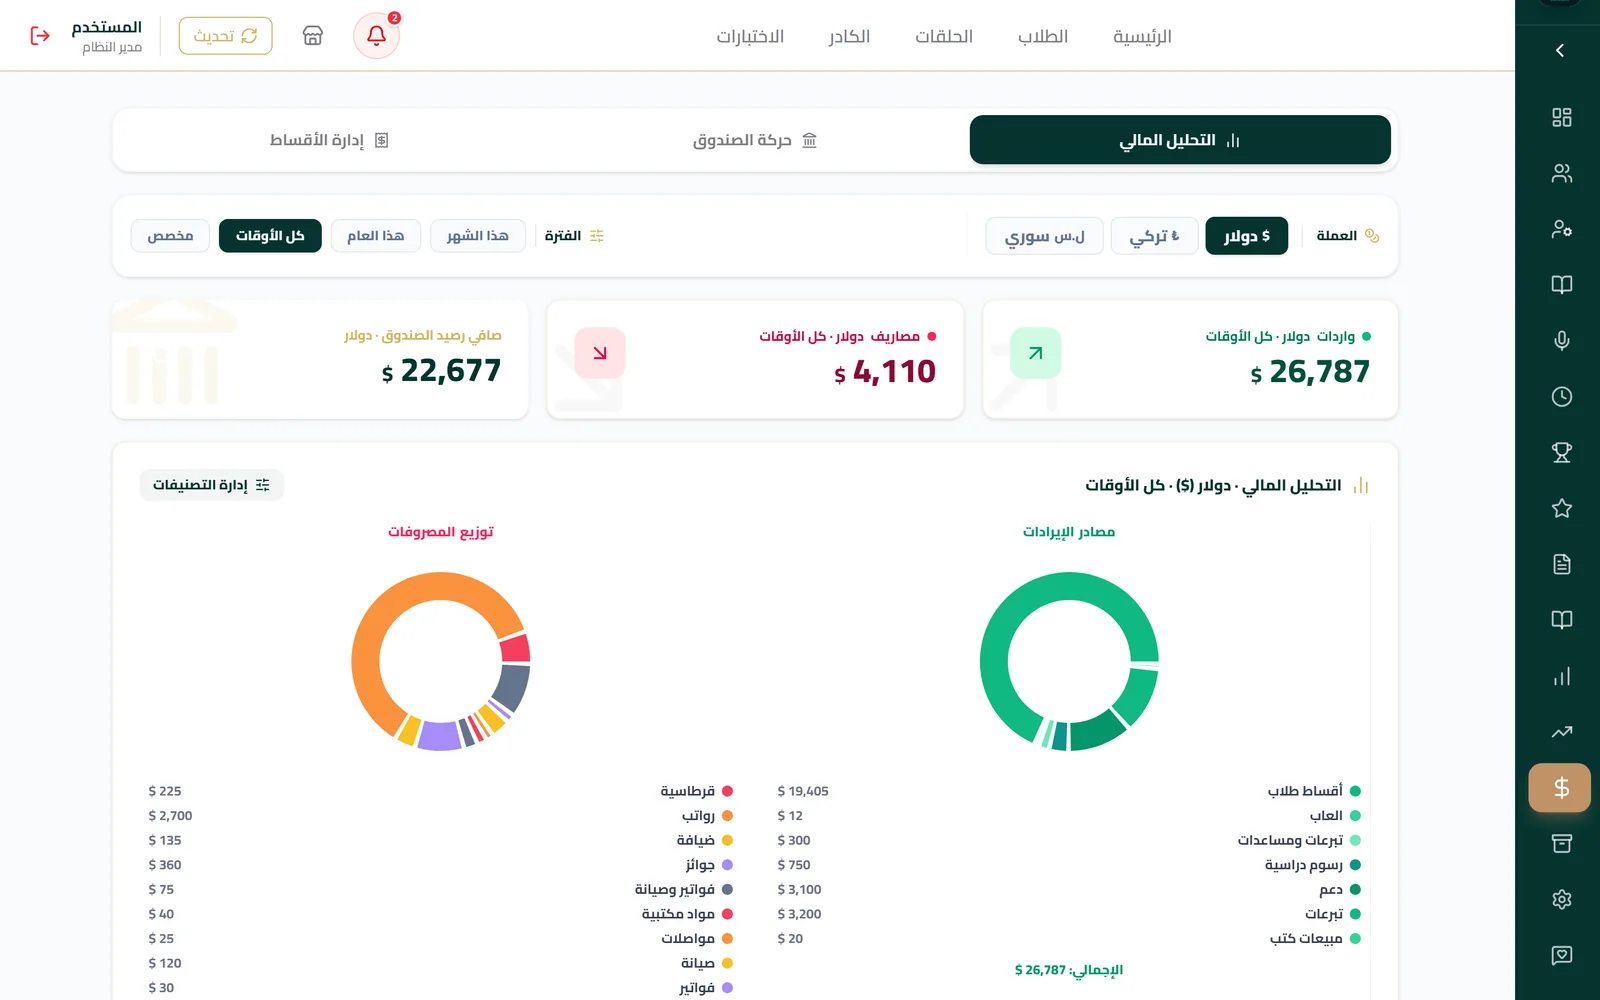 الرئيسية
الطلاب
الحلقات
الكادر
الاختبارات
2
تحديث
المستخدم
مدير النظام
التحليل المالي
حركة الصندوق
إدارة الأقساط
العملة
$ دولار
₺ تركي
ل.س سوري
الفترة
هذا الشهر
هذا العام
كل الأوقات
مخصص
واردات دولار · كل الأوقات
26,787 $
مصاريف دولار · كل الأوقات
4,110 $
صافي رصيد الصندوق · دولار
22,677 $
التحليل المالي · دولار ($) · كل الأوقات
إدارة التصنيفات
مصادر الإيرادات
أقساط طلاب 19,405 $
العاب 12 $
تبرعات ومساعدات 300 $
رسوم دراسية 750 $
دعم 3,100 $
تبرعات 3,200 $
مبيعات كتب 20 $
الإجمالي: 26,787 $
توزيع المصروفات
قرطاسية 225 $
رواتب 2,700 $
ضيافة 135 $
جوائز 360 $
فواتير وصيانة 75 $
مواد مكتبية 40 $
مواصلات 25 $
صيانة 120 $
فواتير 30 $